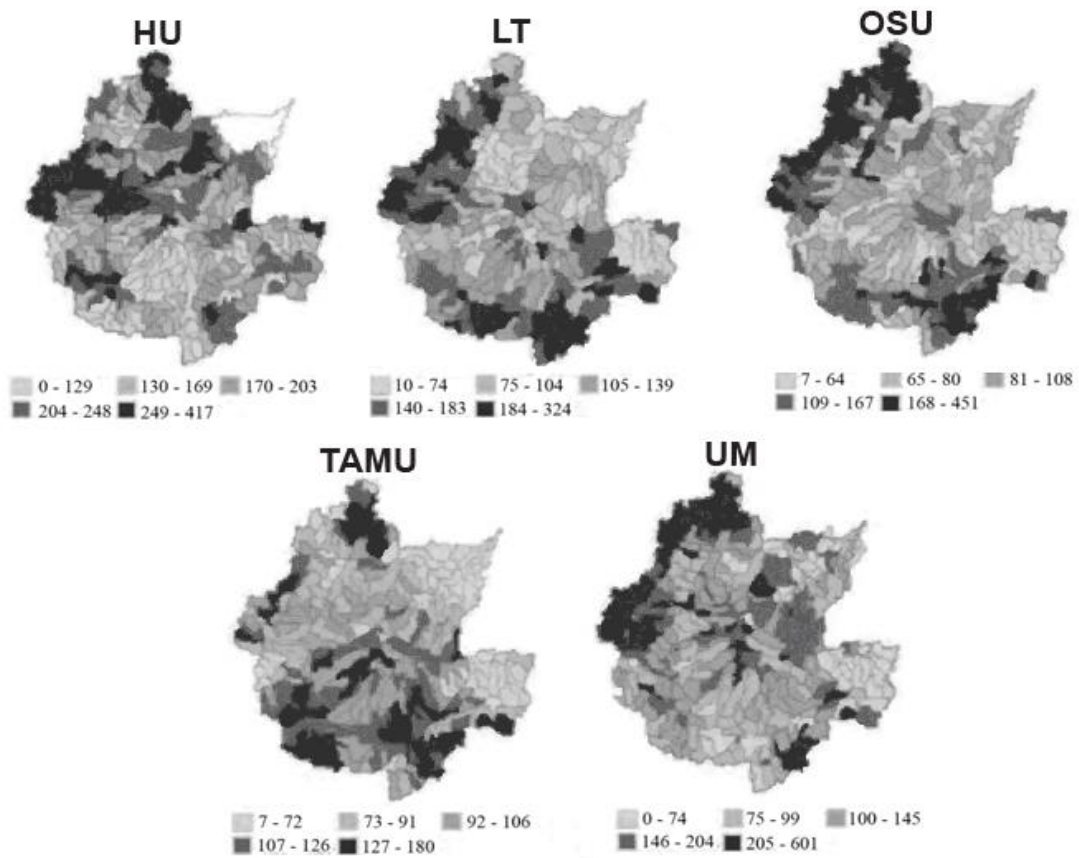 HU
LT
OSU
0 - 129 130 - 169 170 - 203
204 - 248 249 - 417
10 - 74 75 - 104 105 - 139
140 - 183 184 - 324
7 - 64 65 - 80 81 - 108
109 - 167 168 - 451
TAMU
UM
7 - 72 73 - 91 92 - 106
107 - 126 127 - 180
0 - 74 75 - 99 100 - 145
146 - 204 205 - 601